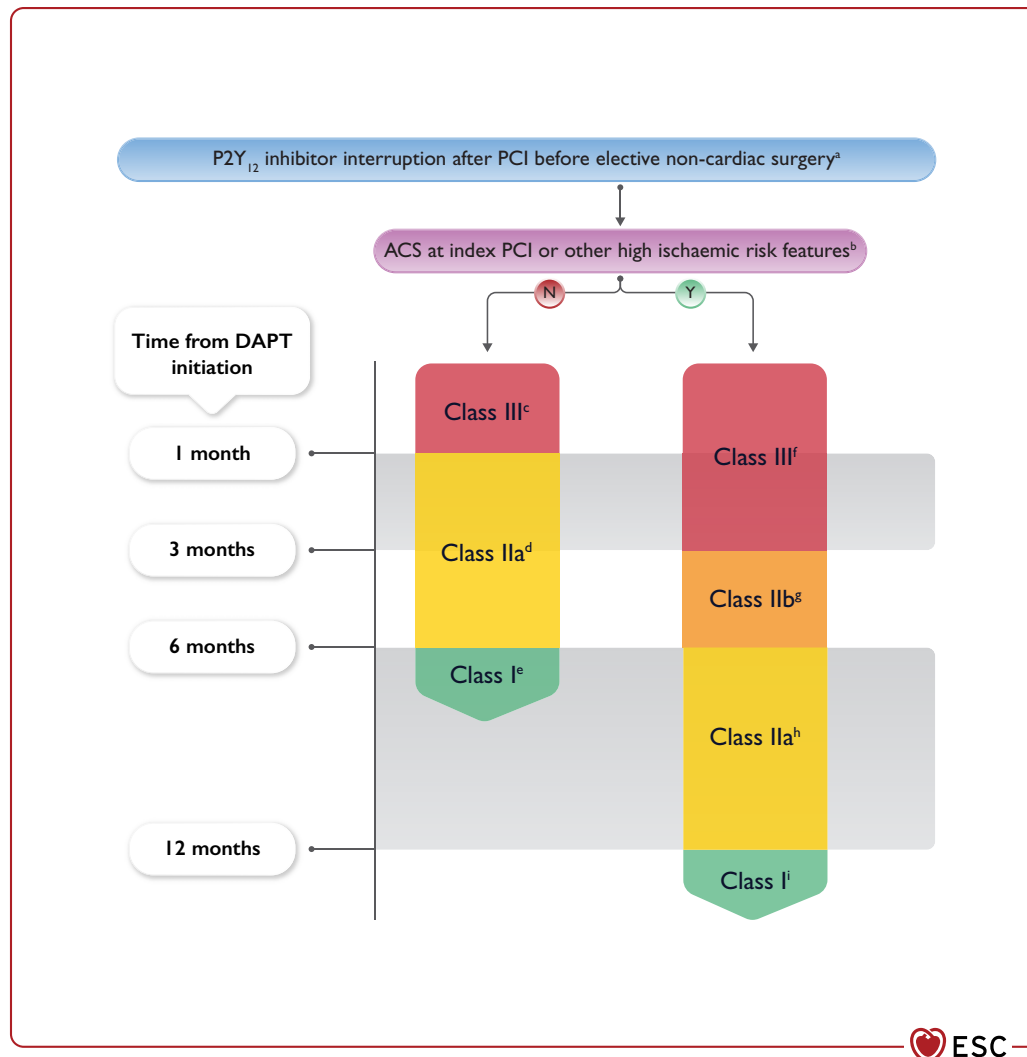 P2Y12 inhibitor interruption after PCI before elective non-cardiac surgerya
ACS at index PCI or other high ischaemic risk featuresb
N
Y
Time from DAPT
initiation
1 month
3 months
6 months
12 months
Class IIIc
Class IIad
Class Ie
Class IIIf
Class IIbg
Class IIah
Class Ii
ESC